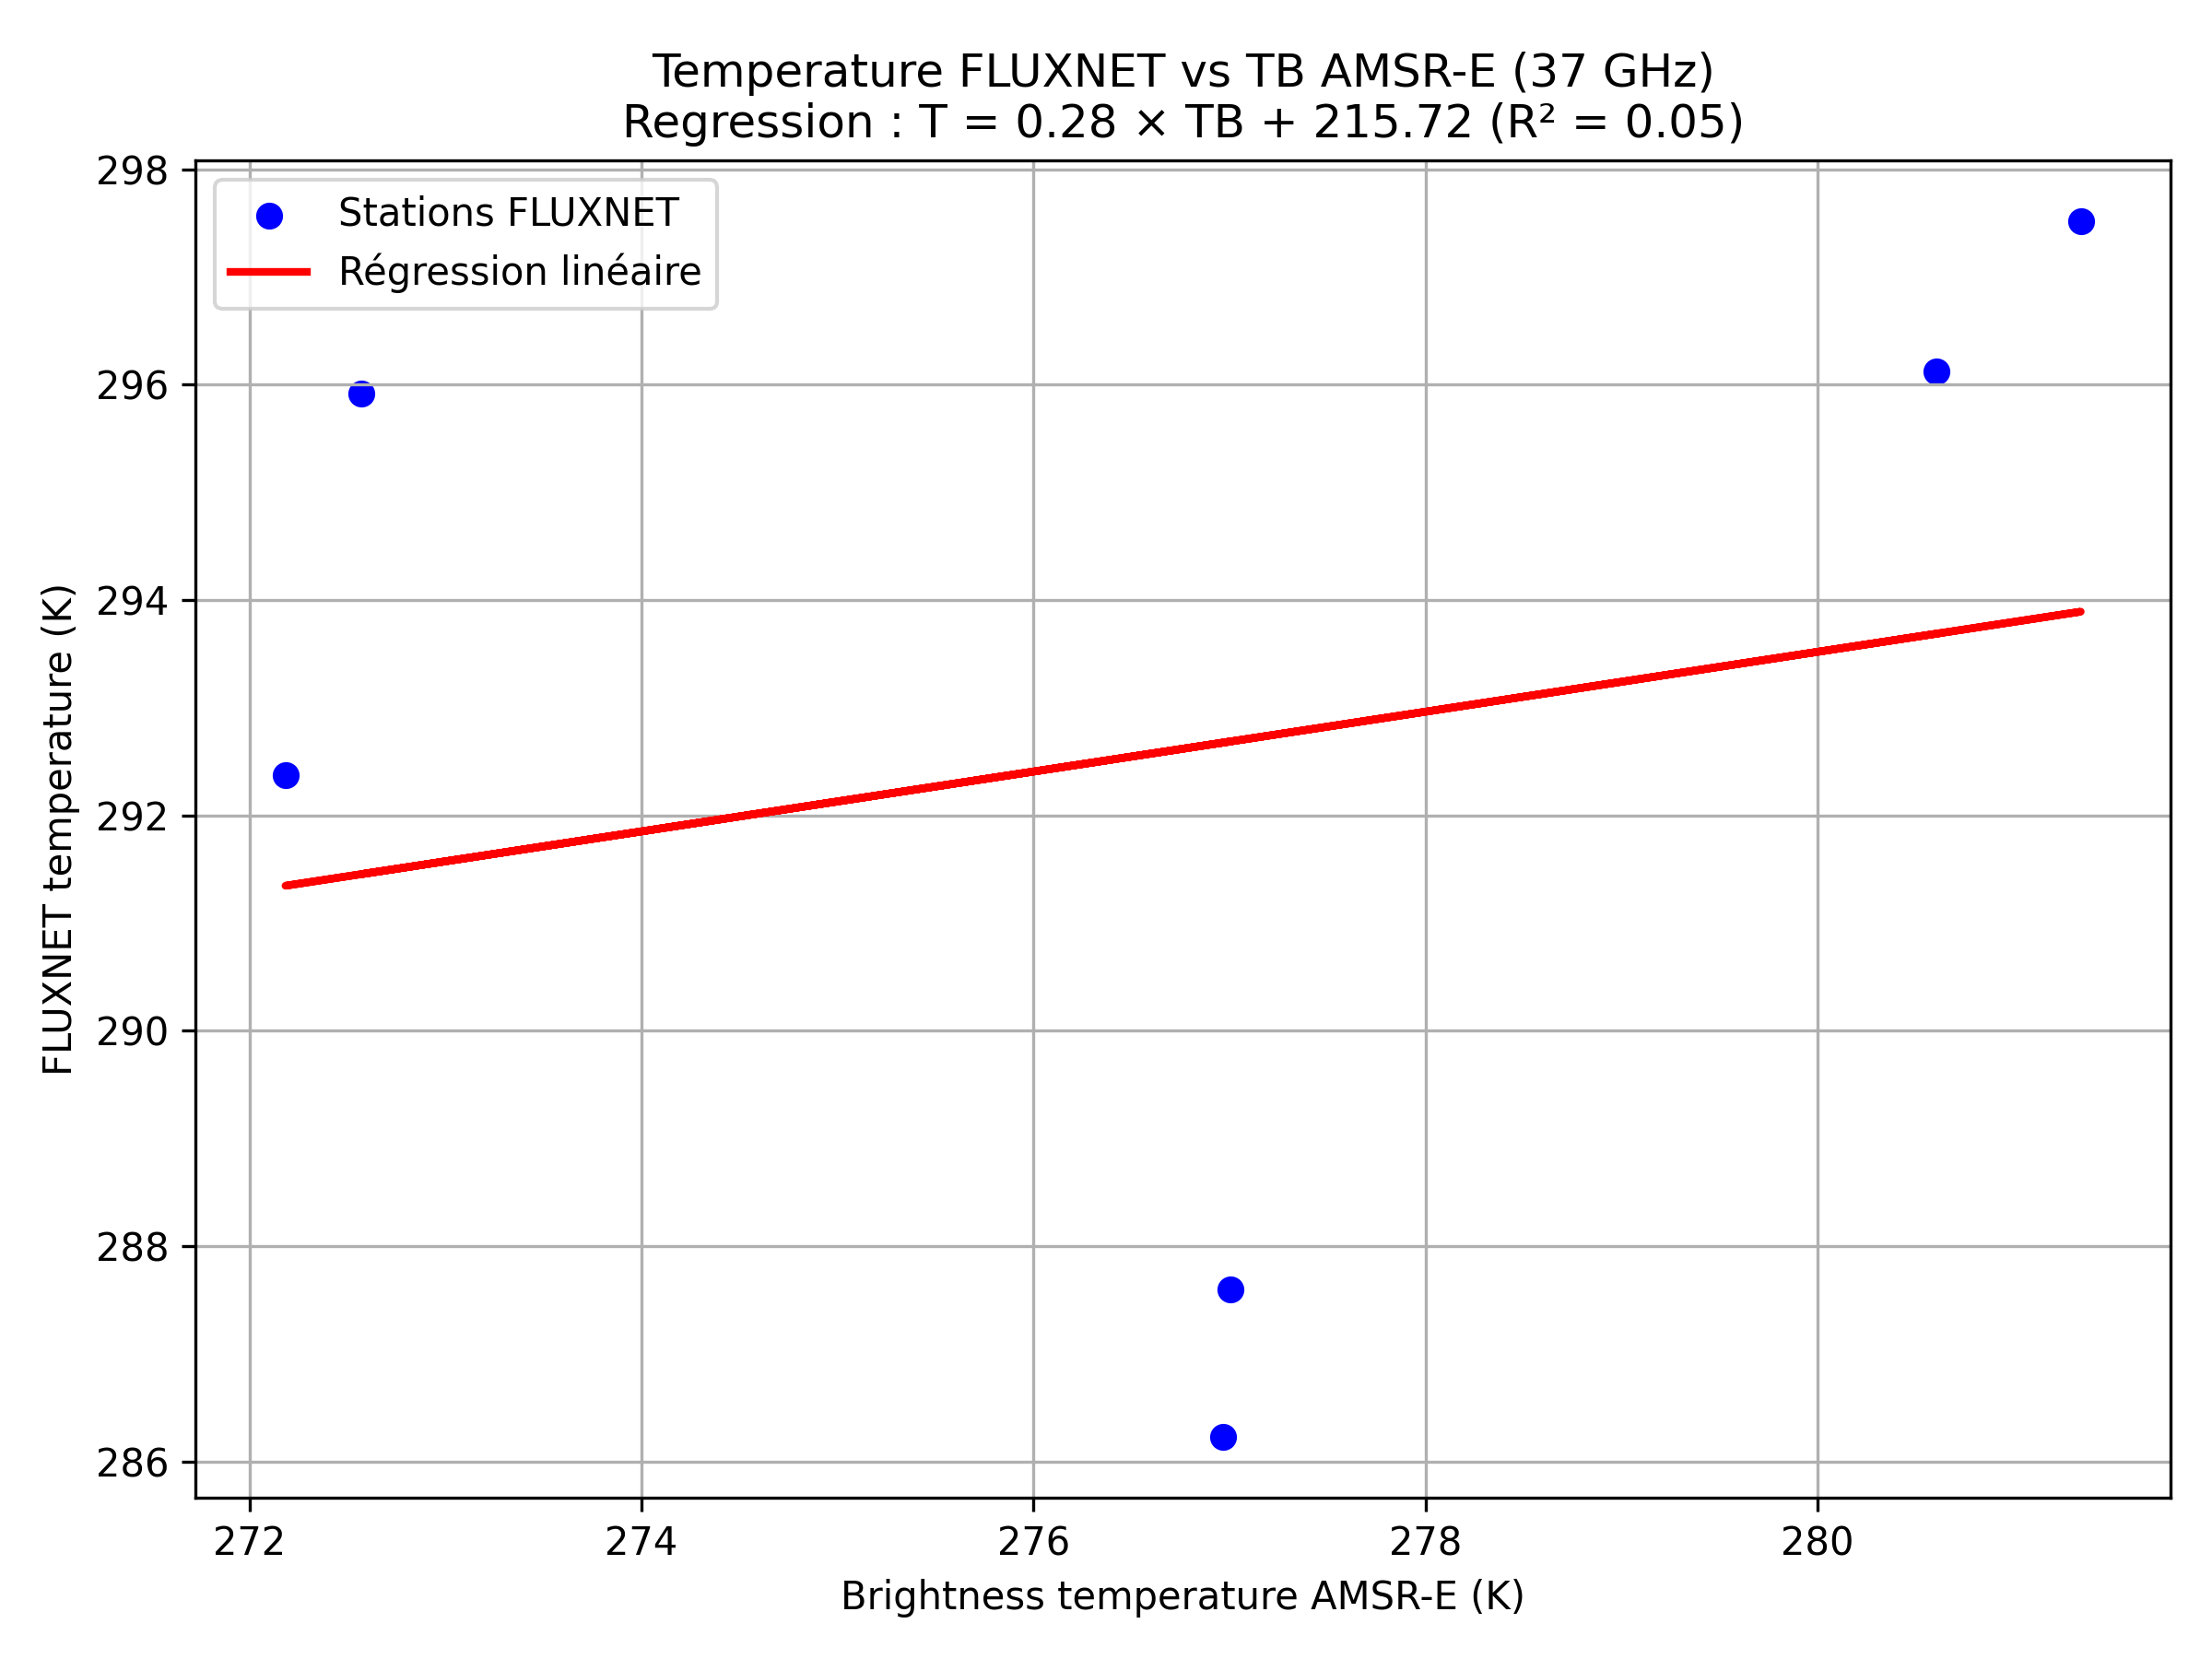 Temperature FLUXNET vs TB AMSR-E (37 GHz)
Regression : T = 0.28 × TB + 215.72 (R² = 0.05)
Stations FLUXNET
Régression linéaire
FLUXNET temperature (K)
298
296
294
292
290
288
286
272 274 276 278 280
Brightness temperature AMSR-E (K)